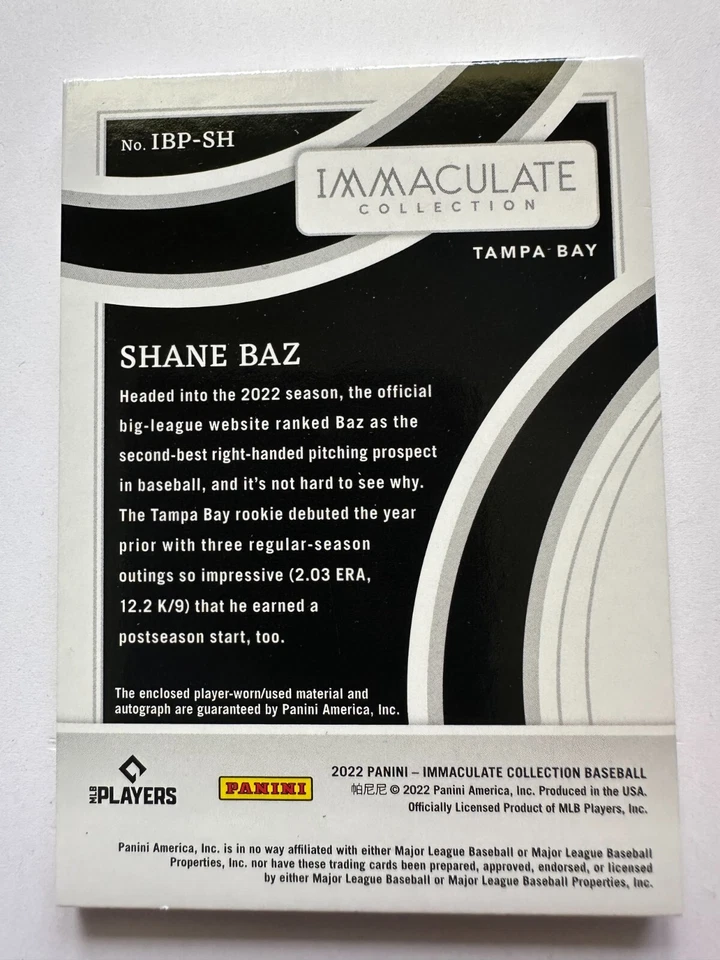 No. IBP-SH
IMMACULATE
COLLECTION
TAMPA BAY
SHANE BAZ
Headed into the 2022 season, the official
big-league website ranked Baz as the
second-best right-handed pitching prospect
in baseball, and it's not hard to see why.
The Tampa Bay rookie debuted the year
prior with three regular-season
outings so impressive (2.03 ERA,
12.2 K/9) that he earned a
postseason start, too.
The enclosed player-worn/used material and
autograph are guaranteed by Panini America, Inc.
MLB PLAYERS
PANINI
2022 PANINI – IMMACULATE COLLECTION BASEBALL
帕尼尼 © 2022 Panini America, Inc. Produced in the USA.
Officially Licensed Product of MLB Players, Inc.
Panini America, Inc. is in no way affiliated with either Major League Baseball or Major League Baseball
Properties, Inc. nor have these trading cards been prepared, approved, endorsed, or licensed
by either Major League Baseball or Major League Baseball Properties, Inc.